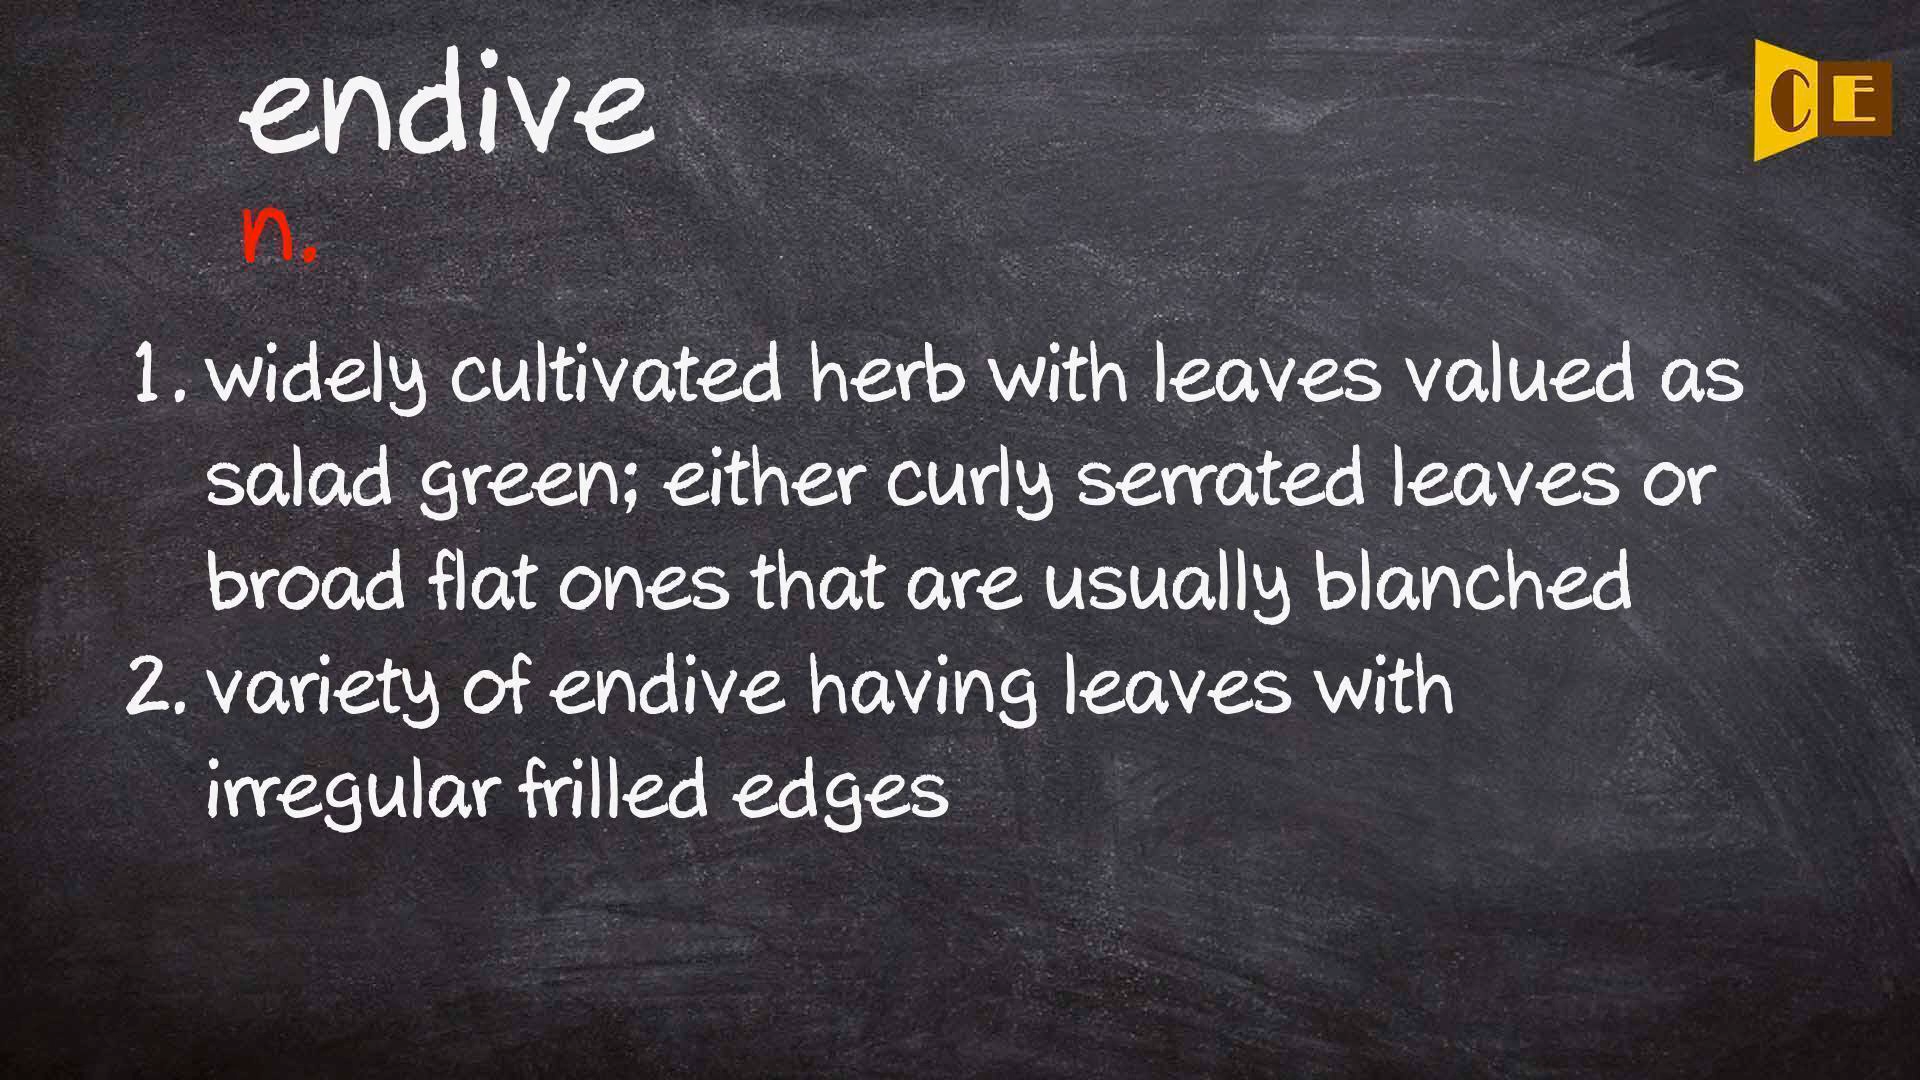 endive
CE
n.
1. widely cultivated herb with leaves valued as
salad green; either curly serrated leaves or
broad flat ones that are usually blanched
2. variety of endive having leaves with
irregular frilled edges